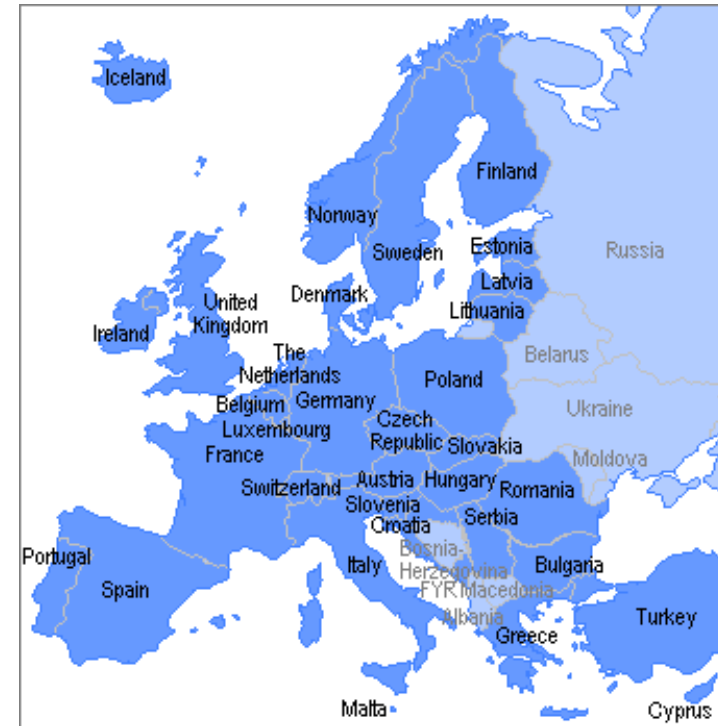 Iceland
Finland
Norway
Sweden
Estonia
Russia
Latvia
Denmark
Lithuania
United
Kingdom
Ireland
The
Netherlands
Belarus
Poland
Belgium
Germany
Ukraine
Czech
Republic
Luxembourg
Slovakia
France
Moldova
Switzerland
Austria
Hungary
Romania
Slovenia
Serbia
Croatia
Bosnia-
Herzegovina
Portugal
Spain
Italy
Bulgaria
FYR Macedonia
Albania
Turkey
Greece
Malta
Cyprus